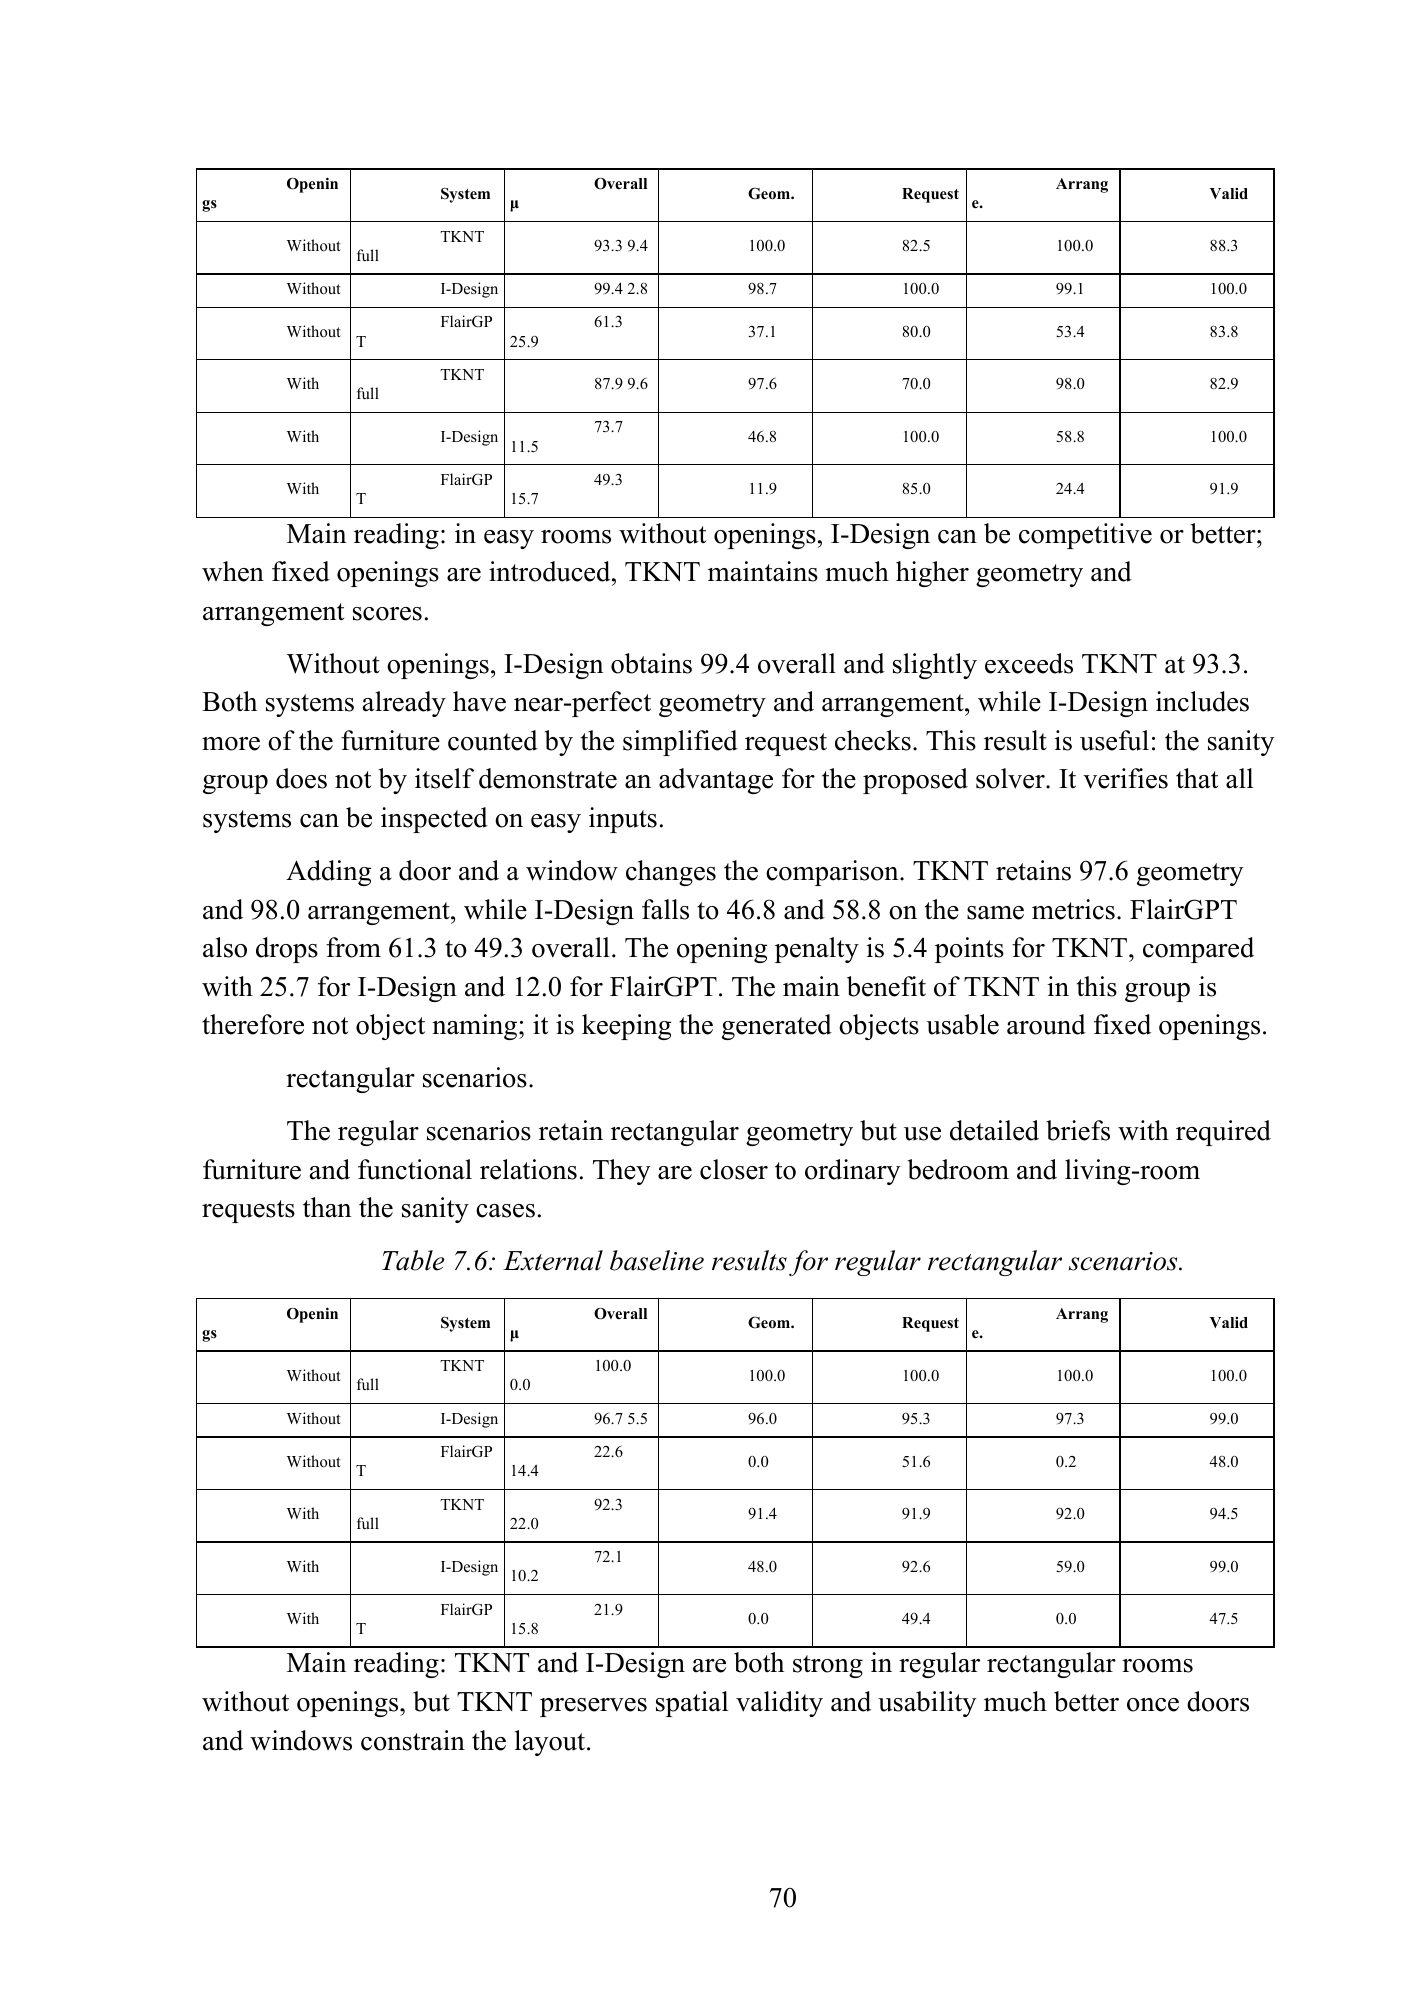 Openin
gs System Overall
μ Geom. Request Arrang
e. Valid
Without TKNT
full 93.3 9.4 100.0 82.5 100.0 88.3
Without I-Design 99.4 2.8 98.7 100.0 99.1 100.0
Without FlairGP
T 61.3
25.9 37.1 80.0 53.4 83.8
With TKNT
full 87.9 9.6 97.6 70.0 98.0 82.9
With I-Design 73.7
11.5 46.8 100.0 58.8 100.0
With FlairGP
T 49.3
15.7 11.9 85.0 24.4 91.9
Main reading: in easy rooms without openings, I-Design can be competitive or better;
when fixed openings are introduced, TKNT maintains much higher geometry and
arrangement scores.
Without openings, I-Design obtains 99.4 overall and slightly exceeds TKNT at 93.3.
Both systems already have near-perfect geometry and arrangement, while I-Design includes
more of the furniture counted by the simplified request checks. This result is useful: the sanity
group does not by itself demonstrate an advantage for the proposed solver. It verifies that all
systems can be inspected on easy inputs.
Adding a door and a window changes the comparison. TKNT retains 97.6 geometry
and 98.0 arrangement, while I-Design falls to 46.8 and 58.8 on the same metrics. FlairGPT
also drops from 61.3 to 49.3 overall. The opening penalty is 5.4 points for TKNT, compared
with 25.7 for I-Design and 12.0 for FlairGPT. The main benefit of TKNT in this group is
therefore not object naming; it is keeping the generated objects usable around fixed openings.
rectangular scenarios.
The regular scenarios retain rectangular geometry but use detailed briefs with required
furniture and functional relations. They are closer to ordinary bedroom and living-room
requests than the sanity cases.
Table 7.6: External baseline results for regular rectangular scenarios.
Openin
gs System Overall
μ Geom. Request Arrang
e. Valid
Without TKNT
full 100.0
0.0 100.0 100.0 100.0 100.0
Without I-Design 96.7 5.5 96.0 95.3 97.3 99.0
Without FlairGP
T 22.6
14.4 0.0 51.6 0.2 48.0
With TKNT
full 92.3
22.0 91.4 91.9 92.0 94.5
With I-Design 72.1
10.2 48.0 92.6 59.0 99.0
With FlairGP
T 21.9
15.8 0.0 49.4 0.0 47.5
Main reading: TKNT and I-Design are both strong in regular rectangular rooms
without openings, but TKNT preserves spatial validity and usability much better once doors
and windows constrain the layout.
70